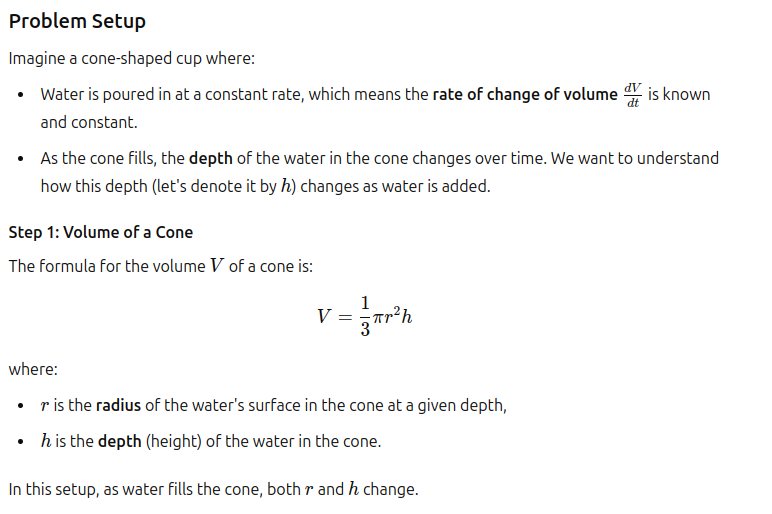 Problem Setup
Imagine a cone-shaped cup where:
• Water is poured in at a constant rate, which means the rate of change of volume dV/dt is known
and constant.
• As the cone fills, the depth of the water in the cone changes over time. We want to understand
how this depth (let's denote it by h) changes as water is added.
Step 1: Volume of a Cone
The formula for the volume V of a cone is:
V = 1/3 πr²h
where:
• r is the radius of the water's surface in the cone at a given depth,
• h is the depth (height) of the water in the cone.
In this setup, as water fills the cone, both r and h change.